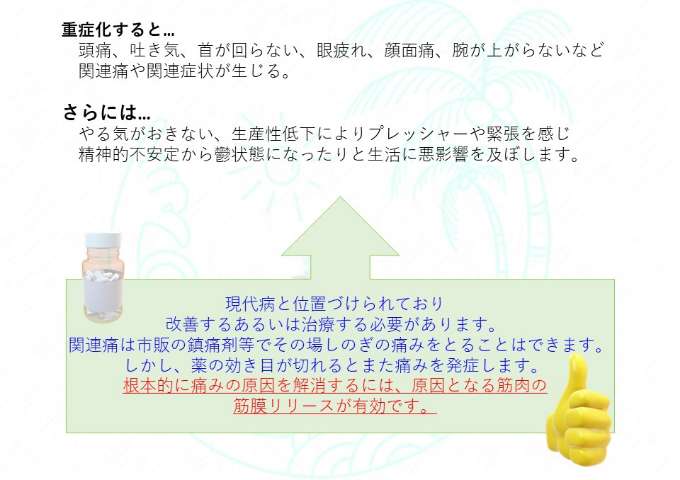 重症化すると...
頭痛、吐き気、首が回らない、眼疲れ、顔面痛、腕が上がらないなど
関連痛や関連症状が生じる。
さらには...
やる気がおきない、生産性低下によりプレッシャーや緊張を感じ
精神的不安定から鬱状態になったりと生活に悪影響を及ぼします。
現代病と位置づけられており
改善するあるいは治療する必要があります。
関連痛は市販の鎮痛剤等でその場しのぎの痛みをとることはできます。
しかし、薬の効き目が切れるとまた痛みを発症します。
根本的に痛みの原因を解消するには、原因となる筋肉の
筋膜リリースが有効です。